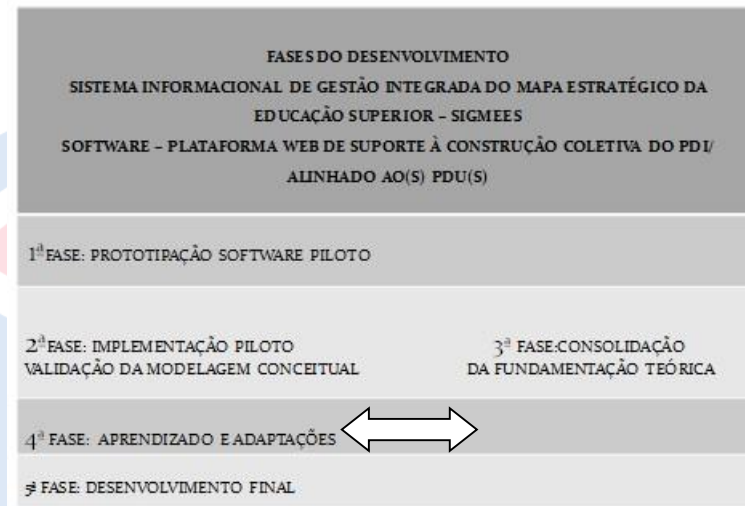 FASES DO DESENVOLVIMENTO
SISTEMA INFORMACIONAL DE GESTÃO INTEGRADA DO MAPA ESTRATÉGICO DA
EDUCAÇÃO SUPERIOR – SIGMEES
SOFTWARE – PLATAFORMA WEB DE SUPORTE À CONSTRUÇÃO COLETIVA DO PDI/
ALINHADO AO(S) PDU(S)
1ª FASE: PROTOTIPAÇÃO SOFTWARE PILOTO
2ª FASE: IMPLEMENTAÇÃO PILOTO
VALIDAÇÃO DA MODELAGEM CONCEITUAL
3ª FASE:CONSOLIDAÇÃO
DA FUNDAMENTAÇÃO TEÓRICA
4ª FASE: APRENDIZADO E ADAPTAÇÕES
5ª FASE: DESENVOLVIMENTO FINAL